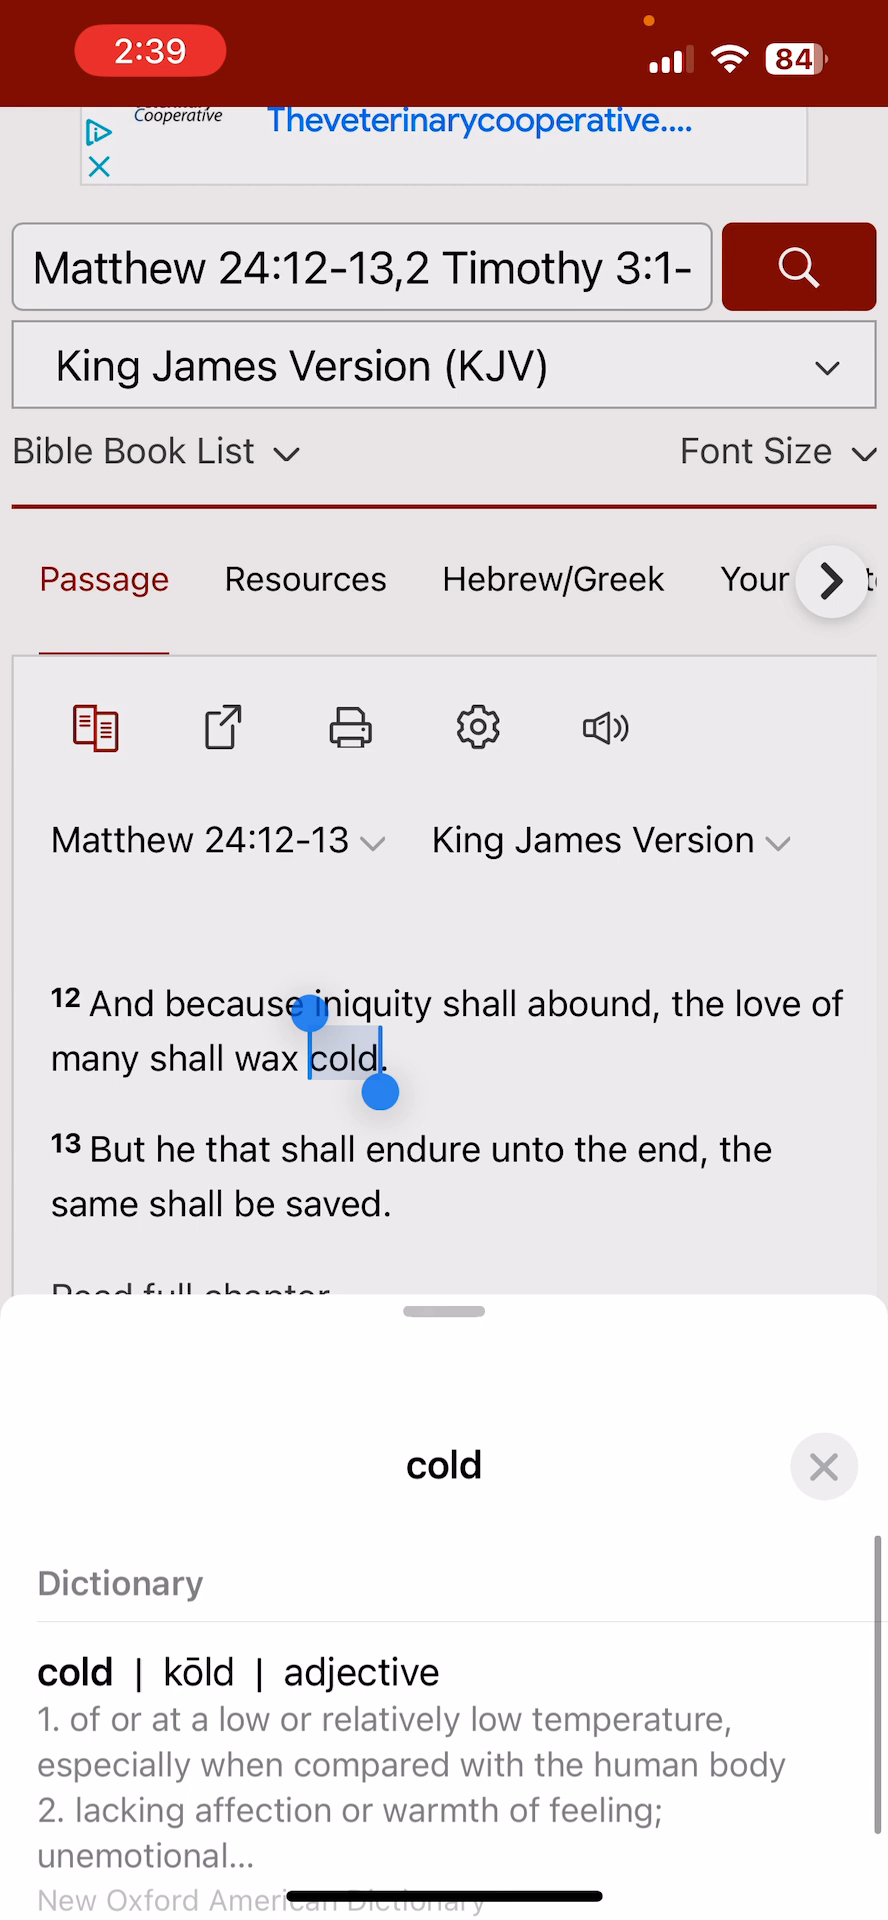 2:39
84
Cooperative
Theveterinarycooperative....
Matthew 24:12-13,2 Timothy 3:1-
King James Version (KJV)
Bible Book List
Font Size
Passage
Resources
Hebrew/Greek
Your
Matthew 24:12-13
King James Version
12 And because iniquity shall abound, the love of
many shall wax cold.
13 But he that shall endure unto the end, the
same shall be saved.
Read full chapter
cold
Dictionary
cold | kōld | adjective
1. of or at a low or relatively low temperature,
especially when compared with the human body
2. lacking affection or warmth of feeling;
unemotional...
New Oxford American Dictionary